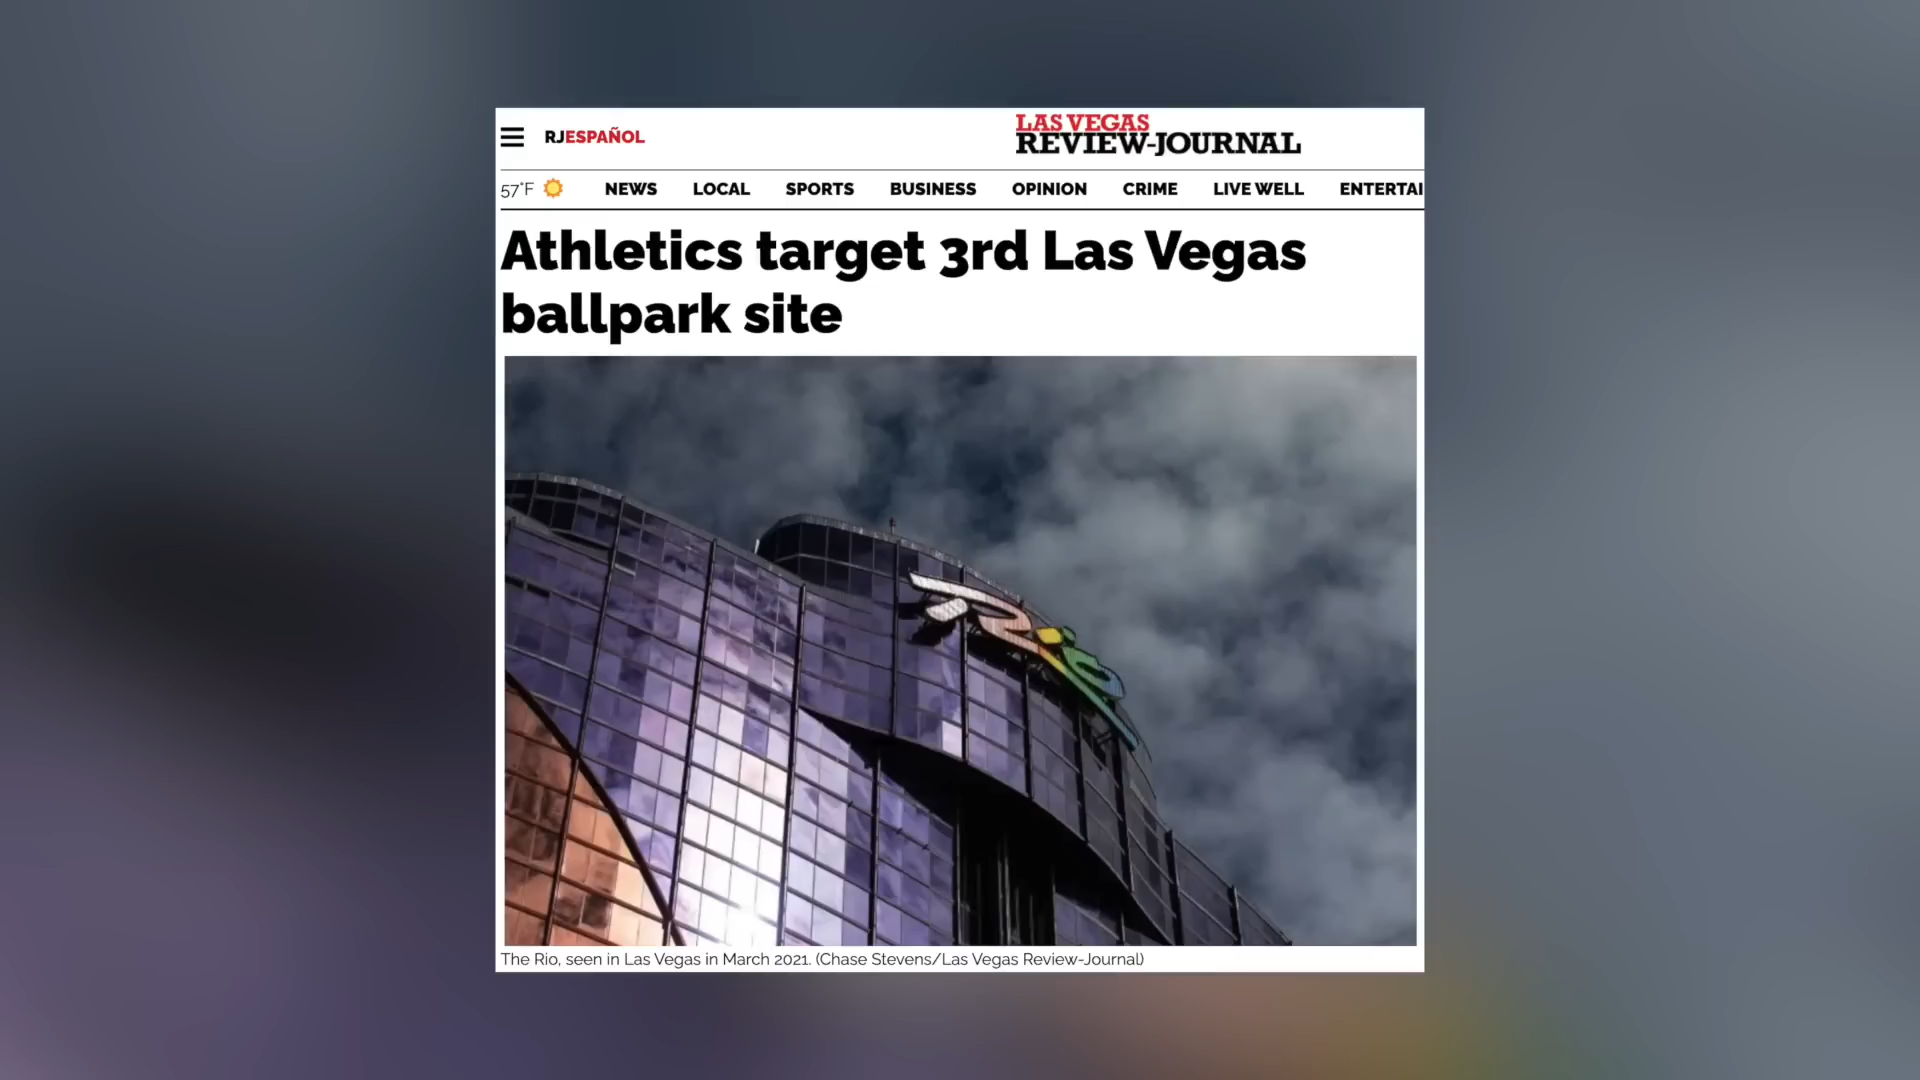 RJESPAÑOL
LAS VEGAS
REVIEW-JOURNAL
57°F NEWS LOCAL SPORTS BUSINESS OPINION CRIME LIVE WELL ENTERTAI
Athletics target 3rd Las Vegas
ballpark site
Rio
The Rio, seen in Las Vegas in March 2021. (Chase Stevens/Las Vegas Review-Journal)